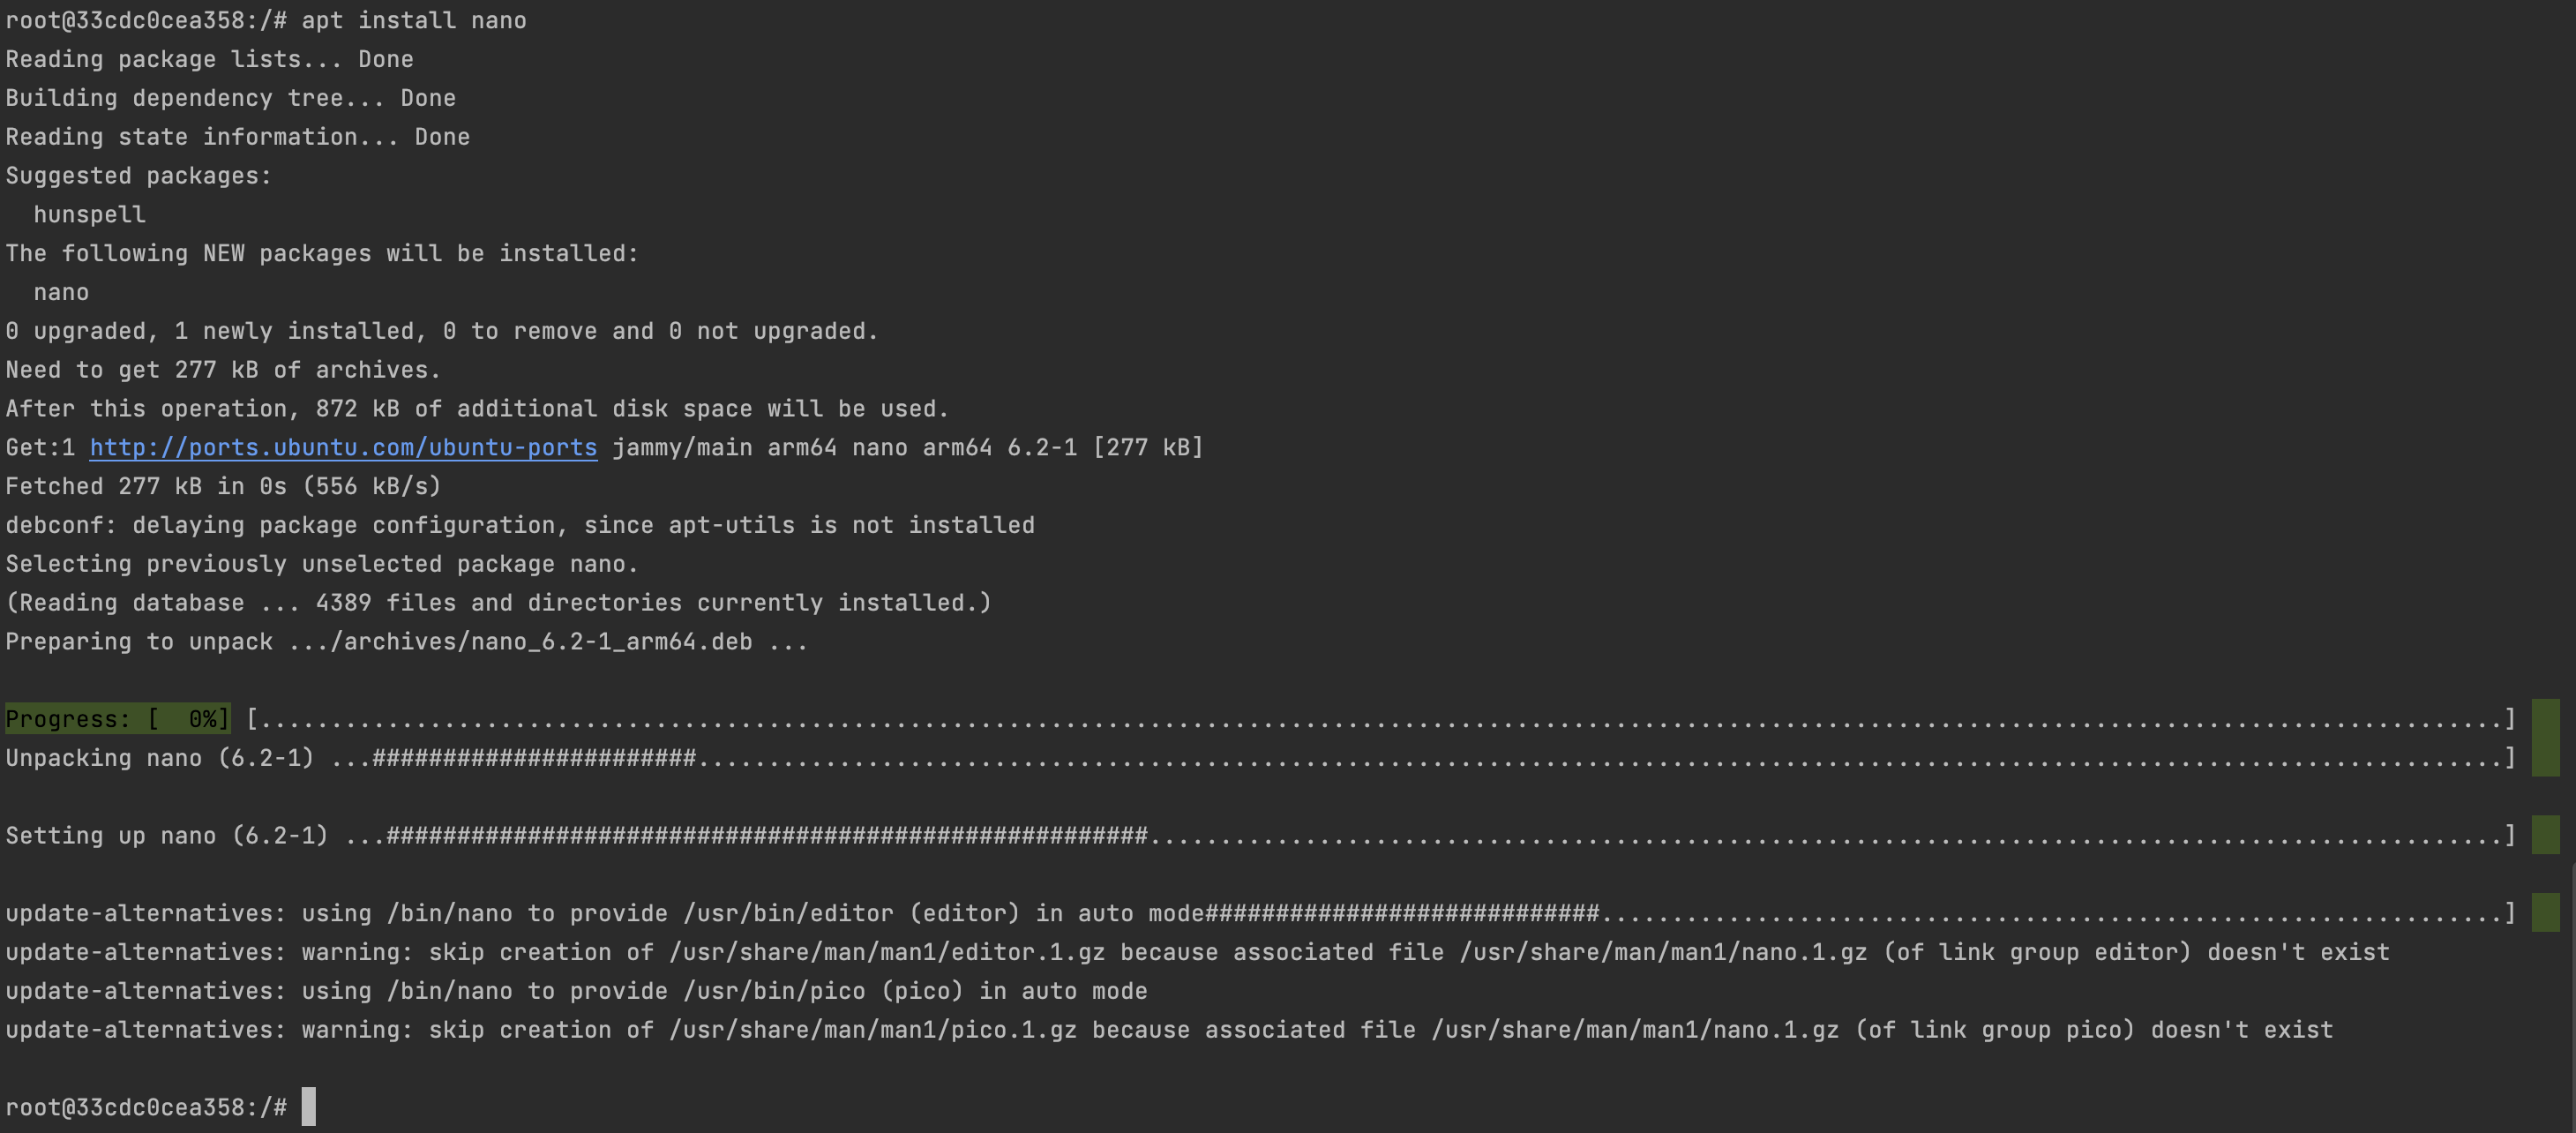 root@33cdc0cea358:/# apt install nano
Reading package lists... Done
Building dependency tree... Done
Reading state information... Done
Suggested packages:
  hunspell
The following NEW packages will be installed:
  nano
0 upgraded, 1 newly installed, 0 to remove and 0 not upgraded.
Need to get 277 kB of archives.
After this operation, 872 kB of additional disk space will be used.
Get:1 http://ports.ubuntu.com/ubuntu-ports jammy/main arm64 nano arm64 6.2-1 [277 kB]
Fetched 277 kB in 0s (556 kB/s)
debconf: delaying package configuration, since apt-utils is not installed
Selecting previously unselected package nano.
(Reading database ... 4389 files and directories currently installed.)
Preparing to unpack .../archives/nano_6.2-1_arm64.deb ...
Progress: [  0%] [...............................................................................................................................................................]
Unpacking nano (6.2-1) ...#######################................................................................................................................]
Setting up nano (6.2-1) ...######################################################................................................................................................]
update-alternatives: using /bin/nano to provide /usr/bin/editor (editor) in auto mode############################................................................]
update-alternatives: warning: skip creation of /usr/share/man/man1/editor.1.gz because associated file /usr/share/man/man1/nano.1.gz (of link group editor) doesn't exist
update-alternatives: using /bin/nano to provide /usr/bin/pico (pico) in auto mode
update-alternatives: warning: skip creation of /usr/share/man/man1/pico.1.gz because associated file /usr/share/man/man1/nano.1.gz (of link group pico) doesn't exist
root@33cdc0cea358:/#